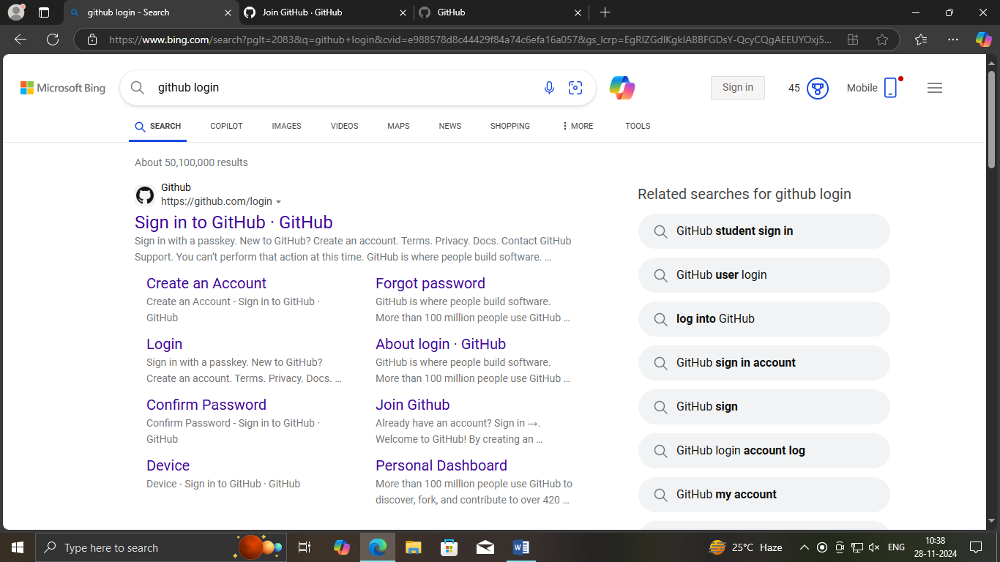 github login - Search
Join GitHub · GitHub
GitHub
https://www.bing.com/search?pglt=2083&q=github+login&cvid=e988578d8c44429f84a74c6efa16a057&gs_lcrp=EgRlZGdlKgkIABBFGDsY-QcyCQgAEEUYOxj5...
Microsoft Bing
github login
Sign in
45
Mobile
SEARCH
COPILOT
IMAGES
VIDEOS
MAPS
NEWS
SHOPPING
MORE
TOOLS
About 50,100,000 results
Github
https://github.com/login
Sign in to GitHub · GitHub
Sign in with a passkey. New to GitHub? Create an account. Terms. Privacy. Docs. Contact GitHub
Support. You can't perform that action at this time. GitHub is where people build software. …
Create an Account
Create an Account - Sign in to GitHub ·
GitHub
Forgot password
GitHub is where people build software.
More than 100 million people use GitHub …
Login
Sign in with a passkey. New to GitHub?
Create an account. Terms. Privacy. Docs. …
About login · GitHub
GitHub is where people build software.
More than 100 million people use GitHub …
Confirm Password
Confirm Password - Sign in to GitHub ·
GitHub
Join Github
Already have an account? Sign in →.
Welcome to GitHub! By creating an …
Device
Device - Sign in to GitHub · GitHub
Personal Dashboard
More than 100 million people use GitHub to
discover, fork, and contribute to over 420 …
Related searches for github login
GitHub student sign in
GitHub user login
log into GitHub
GitHub sign in account
GitHub sign
GitHub login account log
GitHub my account
Type here to search
25°C Haze
ENG
10:38
28-11-2024